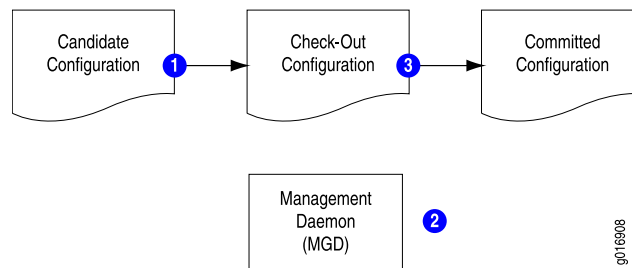 Candidate
Configuration
1
Check-Out
Configuration
3
Committed
Configuration
Management
Daemon
(MGD)
2
g016908